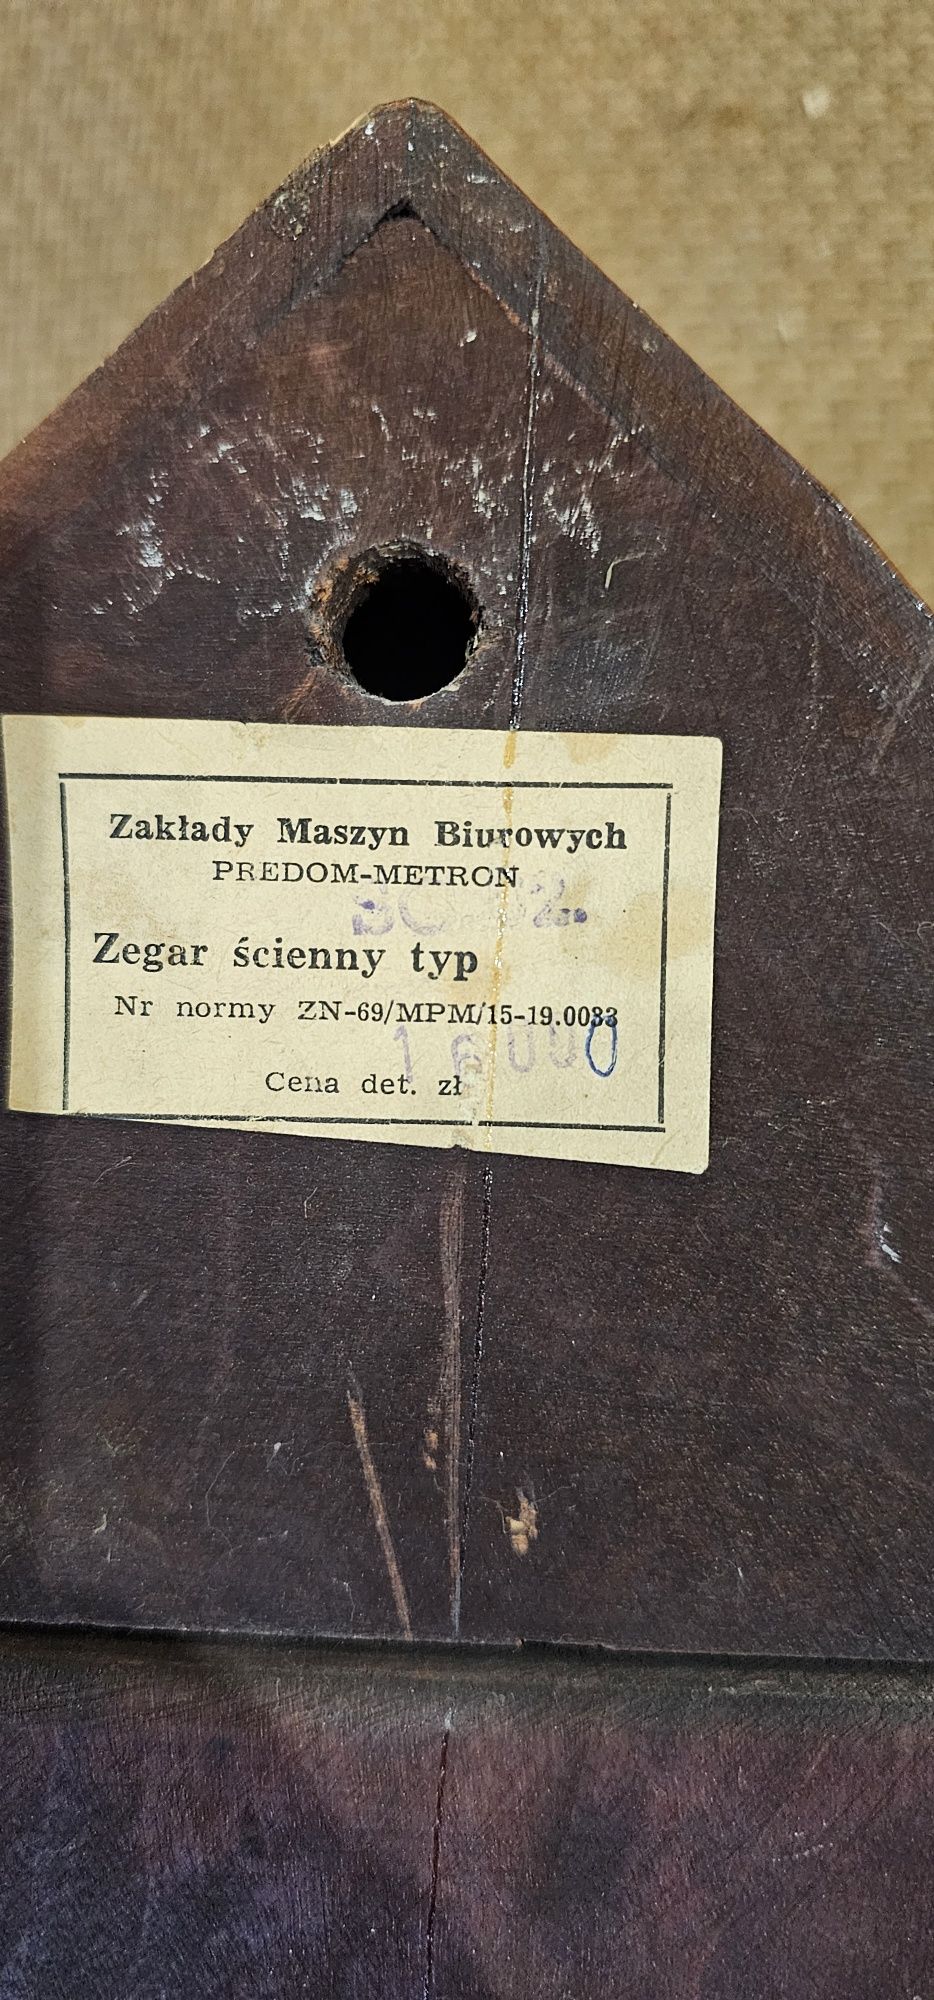 Zakłady Maszyn Biurowych
PREDOM-METRON
Zegar ścienny typ
Nr normy ZN-69/MPM/15-19.0033
Cena det. zł